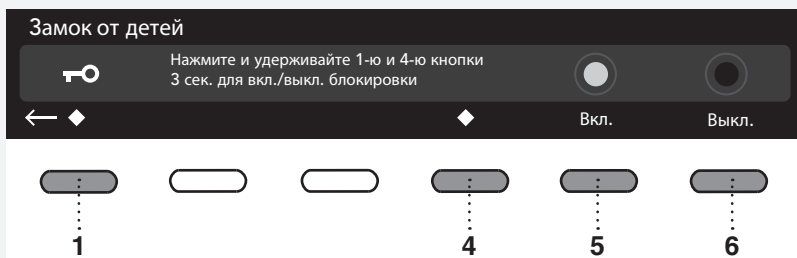 Замок от детей
Нажмите и удерживайте 1-ю и 4-ю кнопки
3 сек. для вкл./выкл. блокировки
Вкл.
Выкл.
1
4
5
6